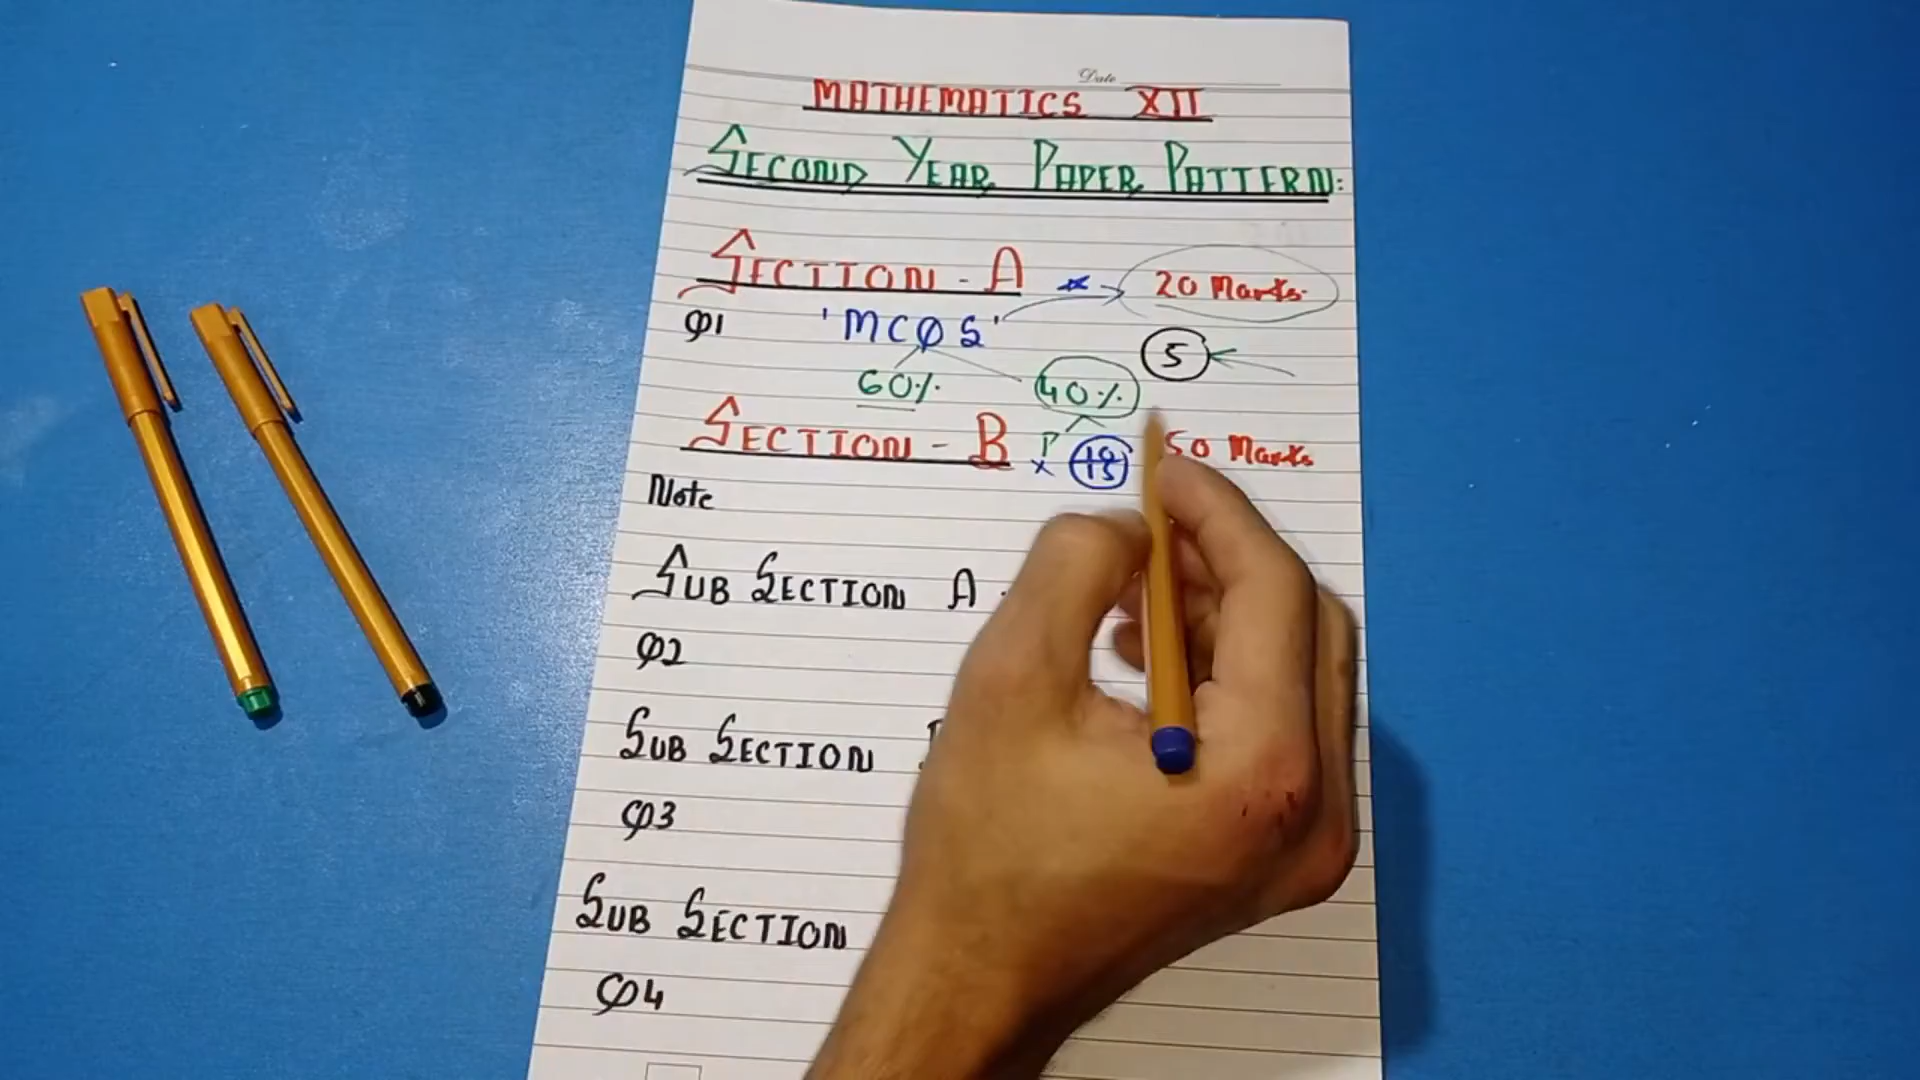 Date
MATHEMATICS XII
SECOND YEAR PAPER PATTERN:
SECTION - A 20 Marks
Q1 'MCQS' 5
60% 40%
SECTION - B P 50 Marks
Note
SUB SECTION A
Q2
SUB SECTION
Q3
SUB SECTION
Q4